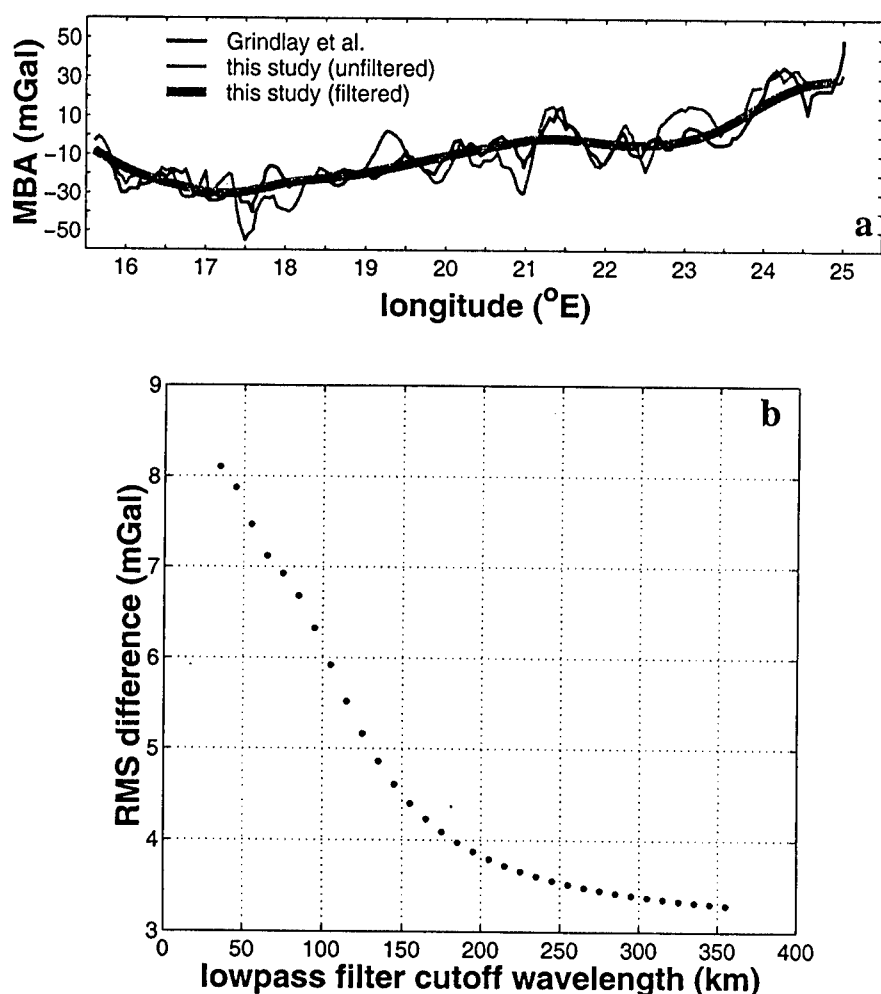 50
30
10
−10
−30
−50
MBA (mGal)
Grindlay et al.
this study (unfiltered)
this study (filtered)
a
16 17 18 19 20 21 22 23 24 25
longitude (°E)
9
8
7
6
5
4
3
RMS difference (mGal)
b
0 50 100 150 200 250 300 350 400
lowpass filter cutoff wavelength (km)